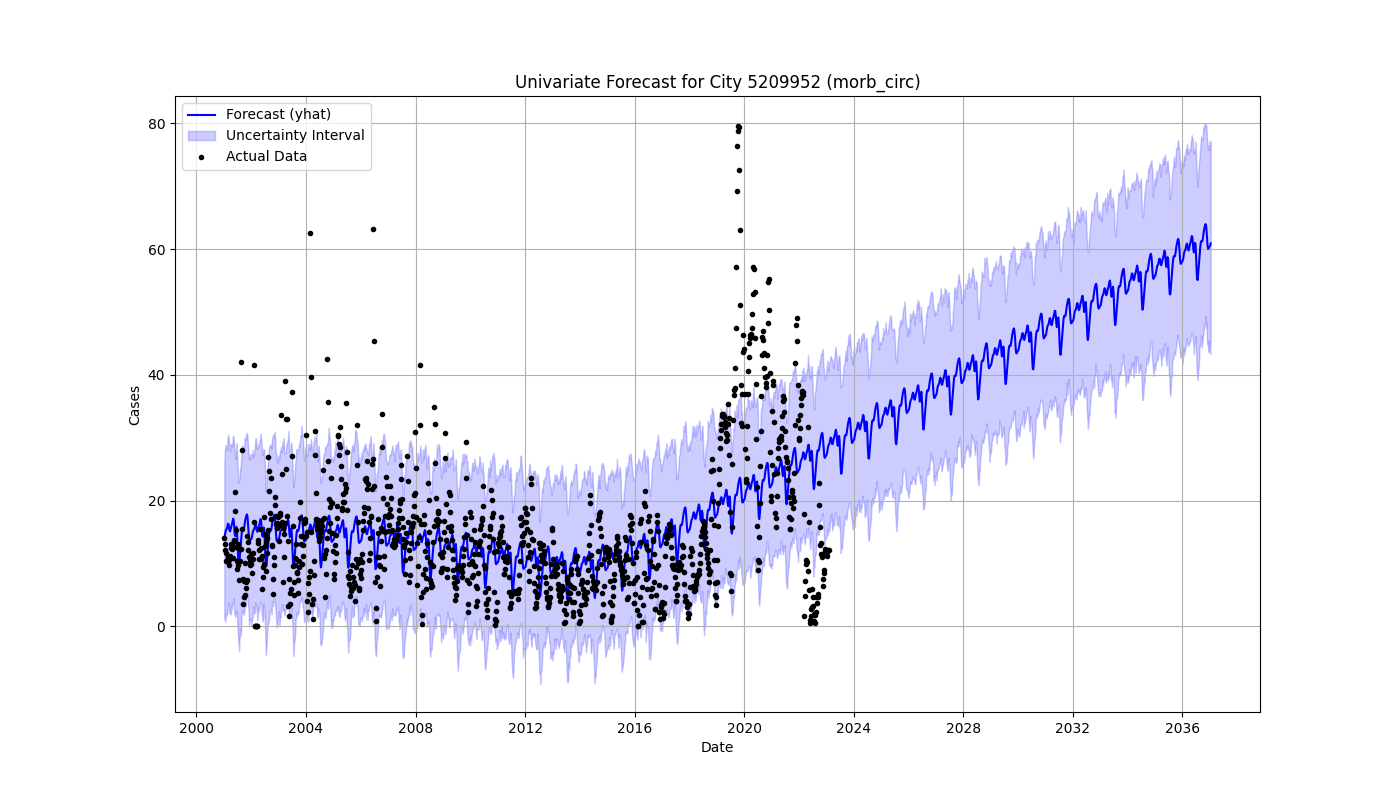 Univariate Forecast for City 5209952 (morb_circ)
Forecast (yhat)
Uncertainty Interval
Actual Data
80
60
40
20
0
Cases
2000 2004 2008 2012 2016 2020 2024 2028 2032 2036
Date